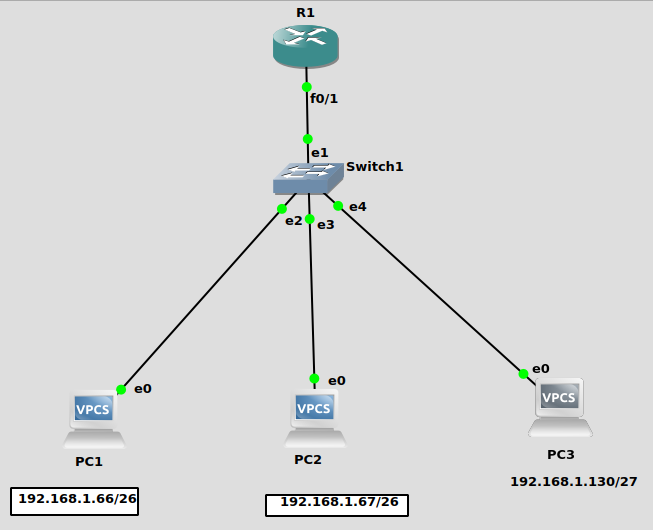 R1
f0/1
e1
Switch1
e2
e3
e4
e0
e0
e0
VPCS
VPCS
VPCS
PC1
PC2
PC3
192.168.1.66/26
192.168.1.67/26
192.168.1.130/27